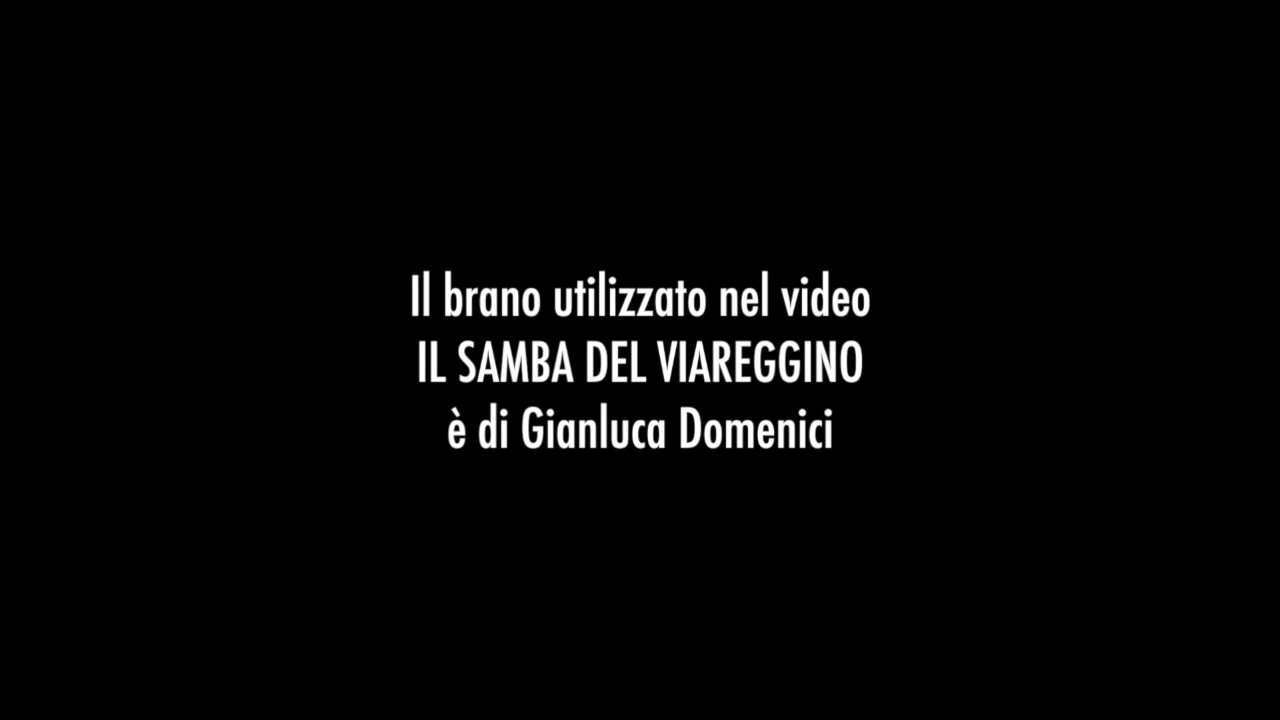 Il brano utilizzato nel video
IL SAMBA DEL VIAREGGINO
è di Gianluca Domenici